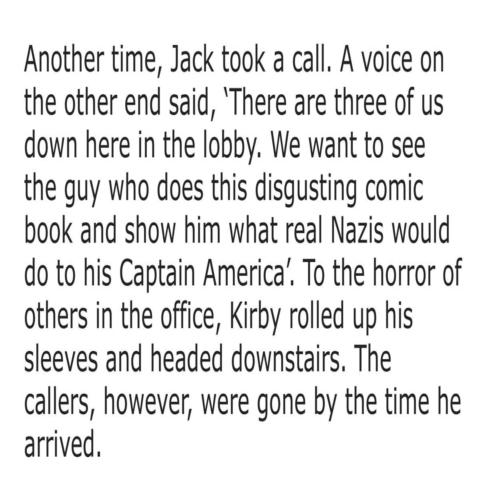 Another time, Jack took a call. A voice on
the other end said, ‘There are three of us
down here in the lobby. We want to see
the guy who does this disgusting comic
book and show him what real Nazis would
do to his Captain America’. To the horror of
others in the office, Kirby rolled up his
sleeves and headed downstairs. The
callers, however, were gone by the time he
arrived.